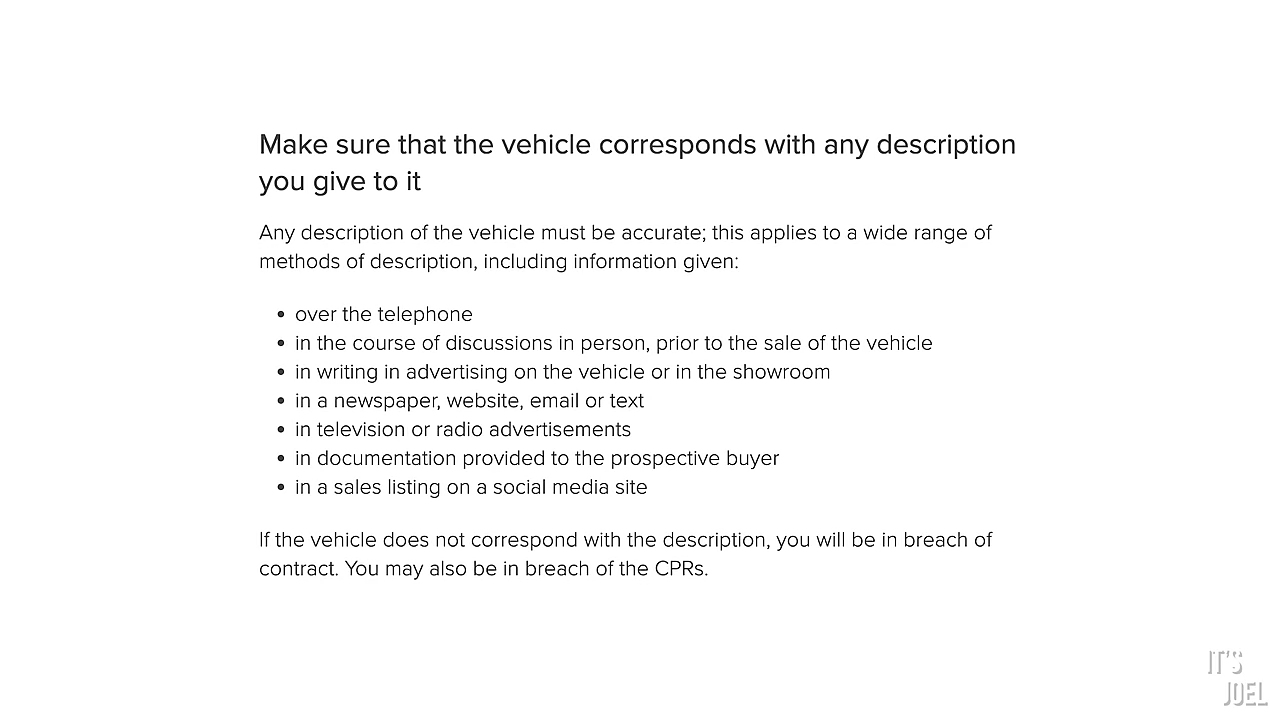 Make sure that the vehicle corresponds with any description
you give to it
Any description of the vehicle must be accurate; this applies to a wide range of
methods of description, including information given:
• over the telephone
• in the course of discussions in person, prior to the sale of the vehicle
• in writing in advertising on the vehicle or in the showroom
• in a newspaper, website, email or text
• in television or radio advertisements
• in documentation provided to the prospective buyer
• in a sales listing on a social media site
If the vehicle does not correspond with the description, you will be in breach of
contract. You may also be in breach of the CPRs.
IT'S
JOEL